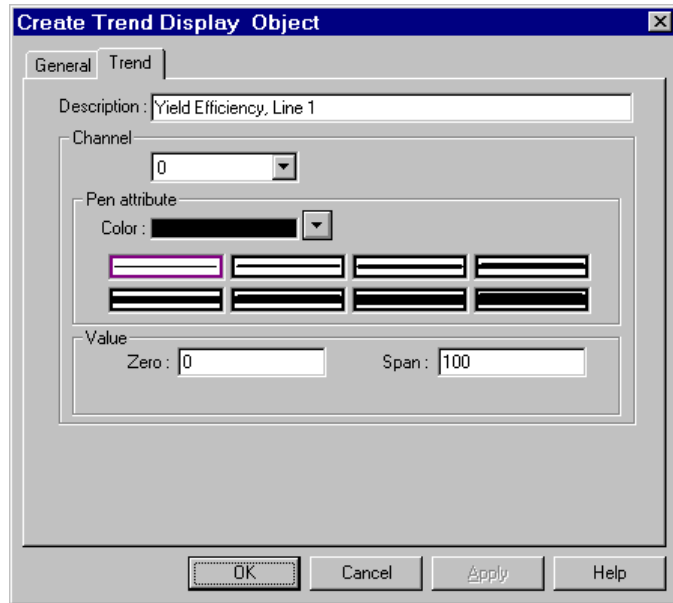 Create Trend Display Object
General Trend
Description : Yield Efficiency, Line 1
Channel
0
Pen attribute
Color :
Value
Zero : 0 Span : 100
OK Cancel Apply Help